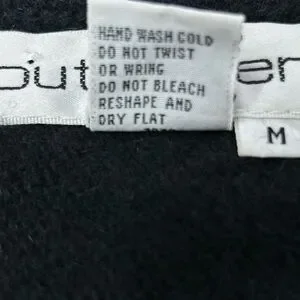 HAND WASH COLD
DO NOT TWIST
OR WRING
DO NOT BLEACH
RESHAPE AND
DRY FLAT
M